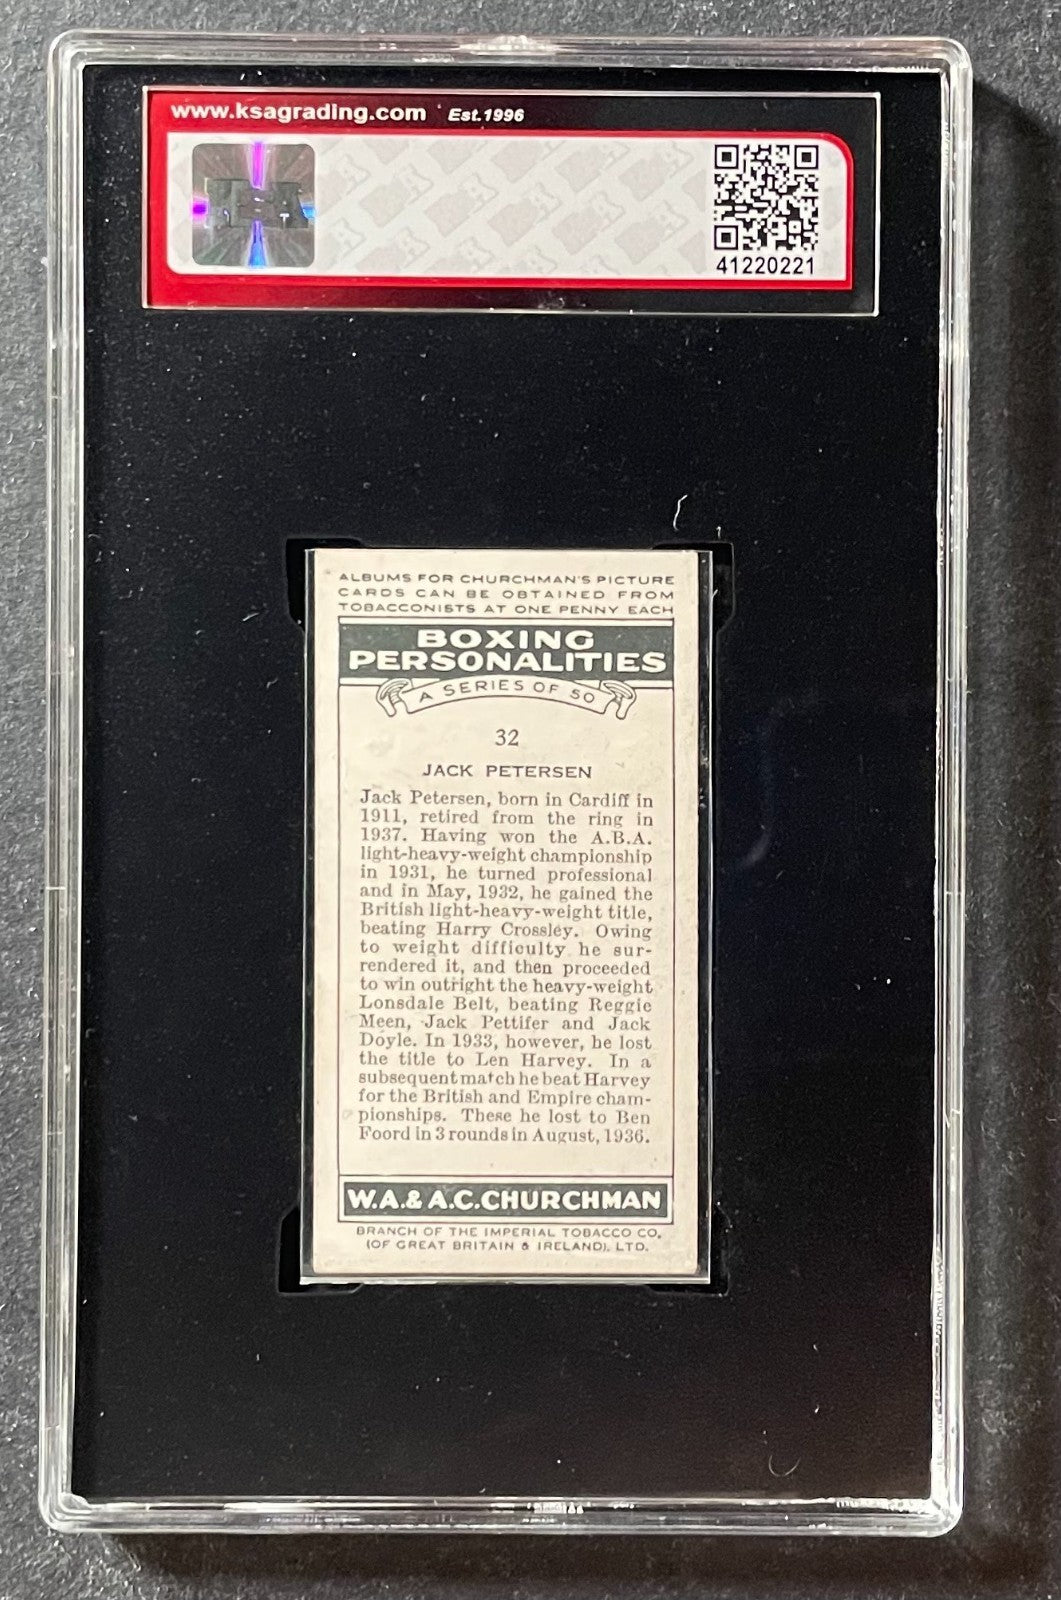 www.ksagrading.com Est.1996
41220221
ALBUMS FOR CHURCHMAN'S PICTURE
CARDS CAN BE OBTAINED FROM
TOBACCONISTS AT ONE PENNY EACH
BOXING
PERSONALITIES
A SERIES OF 50
32
JACK PETERSEN
Jack Petersen, born in Cardiff in
1911, retired from the ring in
1937. Having won the A.B.A.
light-heavy-weight championship
in 1931, he turned professional
and in May, 1932, he gained the
British light-heavy-weight title,
beating Harry Crossley. Owing
to weight difficulty he sur-
rendered it, and then proceeded
to win outright the heavy-weight
Lonsdale Belt, beating Reggie
Meen, Jack Pettifer and Jack
Doyle. In 1933, however, he lost
the title to Len Harvey. In a
subsequent match he beat Harvey
for the British and Empire cham-
pionships. These he lost to Ben
Foord in 3 rounds in August, 1936.
W.A.& A.C.CHURCHMAN
BRANCH OF THE IMPERIAL TOBACCO CO.
(OF GREAT BRITAIN & IRELAND), LTD.